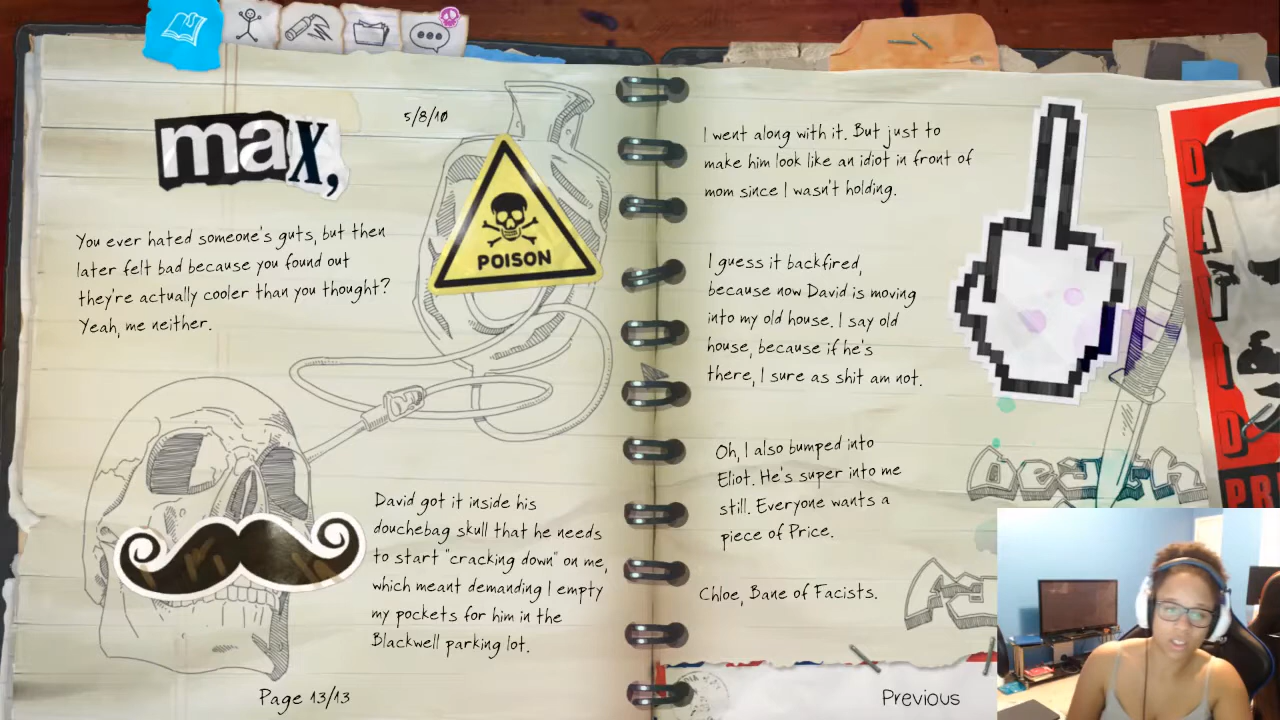 5/8/10
max,
You ever hated someone's guts, but then
later felt bad because you found out
they're actually cooler than you thought?
Yeah, me neither.
POISON
David got it inside his
douchebag skull that he needs
to start "cracking down" on me,
which meant demanding I empty
my pockets for him in the
Blackwell parking lot.
Page 13/13
I went along with it. But just to
make him look like an idiot in front of
mom since I wasn't holding.
I guess it backfired,
because now David is moving
into my old house. I say old
house, because if he's
there, I sure as shit am not.
Oh, I also bumped into
Eliot. He's super into me
still. Everyone wants a
piece of Price.
Chloe, Bane of Facists.
Previous
death